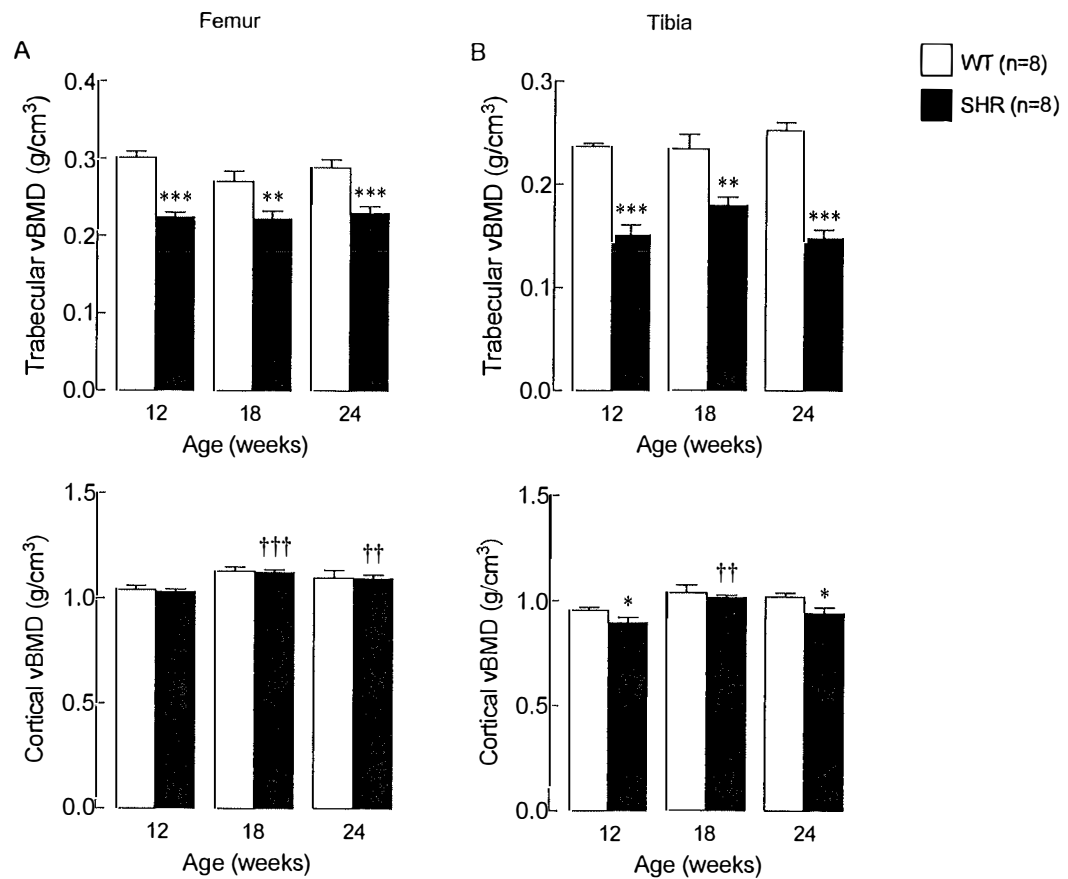 Femur
Tibia
A
B
WT (n=8)
SHR (n=8)
Trabecular vBMD (g/cm³)
0.4
0.3
0.2
0.1
0.0
***
**
***
12
18
24
Age (weeks)
Trabecular vBMD (g/cm³)
0.3
0.2
0.1
0.0
***
**
***
12
18
24
Age (weeks)
Cortical vBMD (g/cm³)
1.5
1.0
0.5
0.0
†††
††
12
18
24
Age (weeks)
Cortical vBMD (g/cm³)
1.5
1.0
0.5
0.0
*
††
*
12
18
24
Age (weeks)